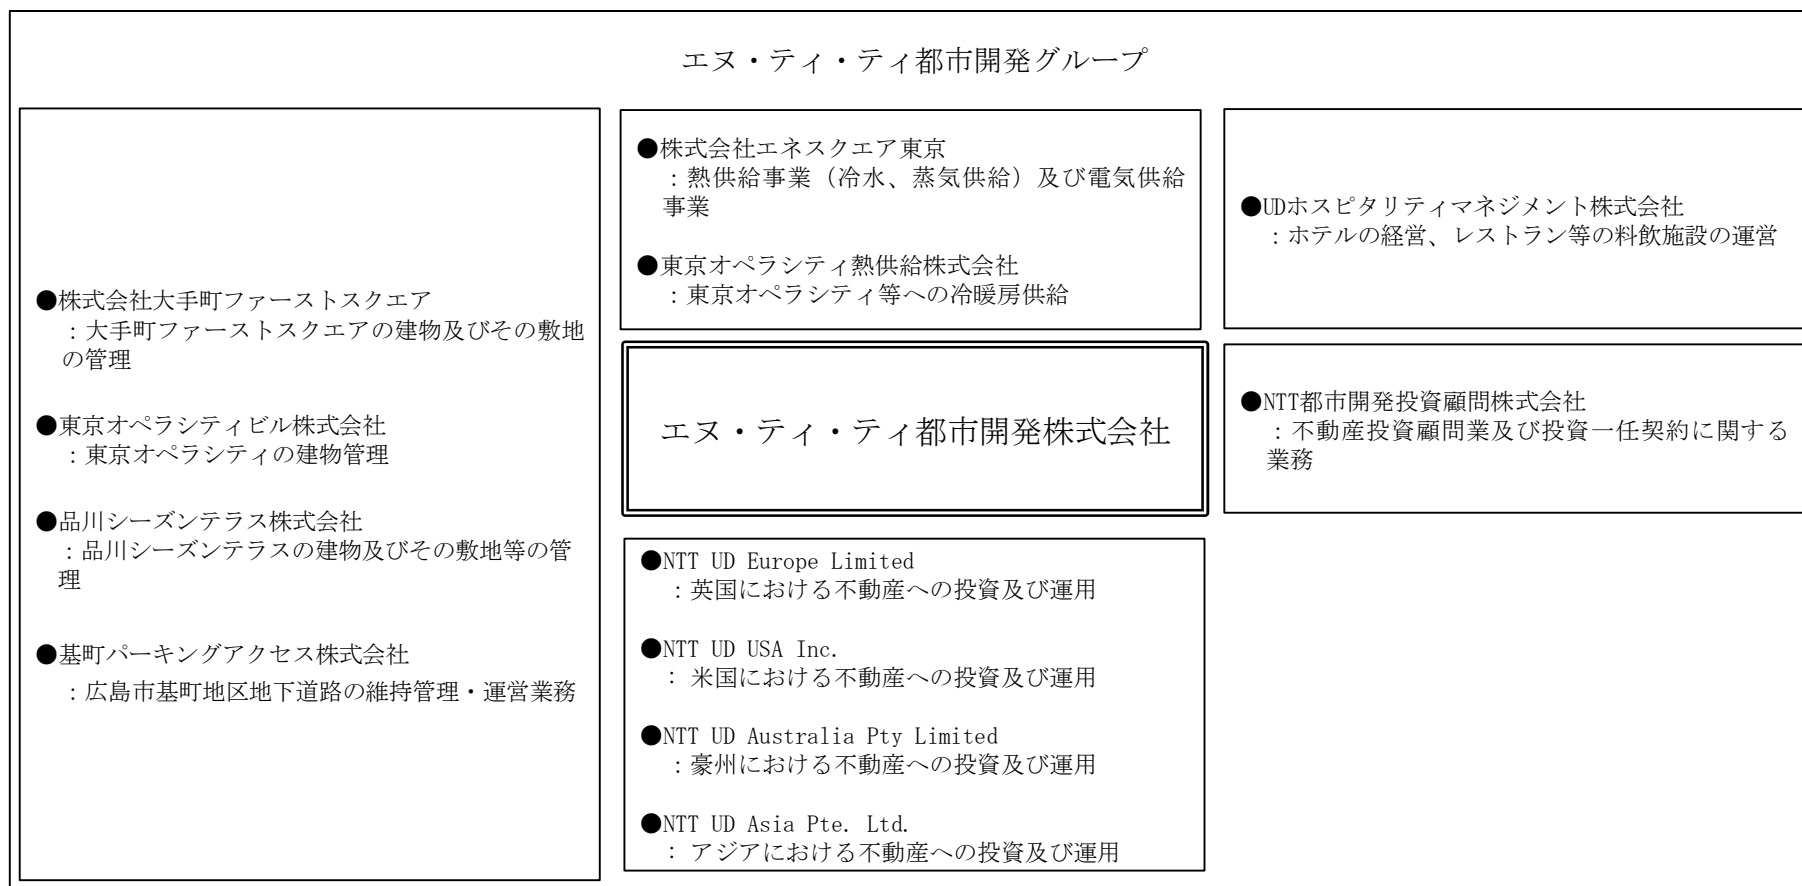 エヌ・ティ・ティ都市開発グループ
●株式会社大手町ファーストスクエア
：大手町ファーストスクエアの建物及びその敷地
の管理
●東京オペラシティビル株式会社
：東京オペラシティの建物管理
●品川シーズンテラス株式会社
：品川シーズンテラスの建物及びその敷地等の管
理
●基町パーキングアクセス株式会社
：広島市基町地区地下道路の維持管理・運営業務
●株式会社エネスクエア東京
：熱供給事業（冷水、蒸気供給）及び電気供給
事業
●東京オペラシティ熱供給株式会社
：東京オペラシティ等への冷暖房供給
エヌ・ティ・ティ都市開発株式会社
●NTT UD Europe Limited
：英国における不動産への投資及び運用
●NTT UD USA Inc.
：米国における不動産への投資及び運用
●NTT UD Australia Pty Limited
：豪州における不動産への投資及び運用
●NTT UD Asia Pte. Ltd.
：アジアにおける不動産への投資及び運用
●UDホスピタリティマネジメント株式会社
：ホテルの経営、レストラン等の料飲施設の運営
●NTT都市開発投資顧問株式会社
：不動産投資顧問業及び投資一任契約に関する
業務